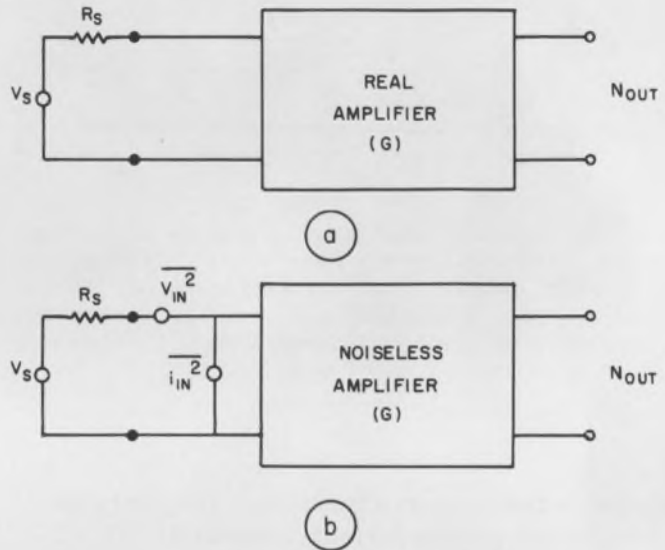 R_S
V_S
REAL
AMPLIFIER
(G)
N_OUT
a
R_S
V_IN^2
i_IN^2
V_S
NOISELESS
AMPLIFIER
(G)
N_OUT
b